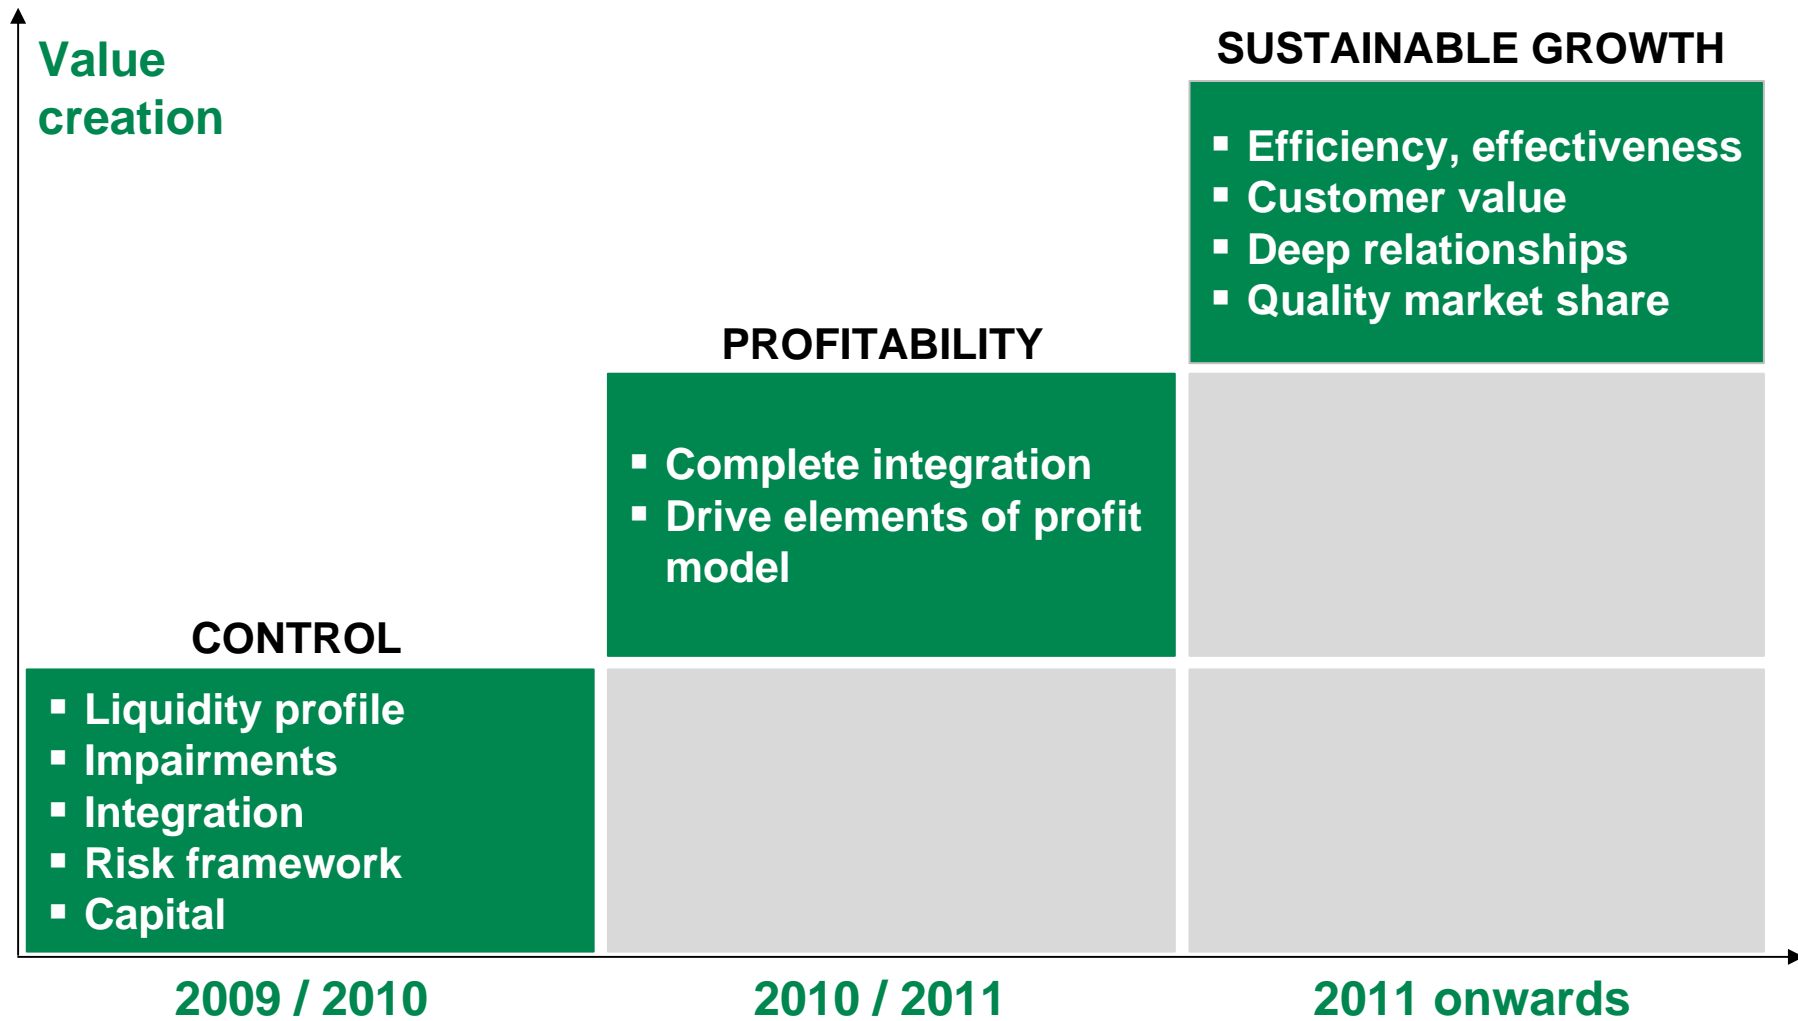 Value
creation
SUSTAINABLE GROWTH
▪ Efficiency, effectiveness
▪ Customer value
▪ Deep relationships
▪ Quality market share
PROFITABILITY
▪ Complete integration
▪ Drive elements of profit
model
CONTROL
▪ Liquidity profile
▪ Impairments
▪ Integration
▪ Risk framework
▪ Capital
2009 / 2010
2010 / 2011
2011 onwards